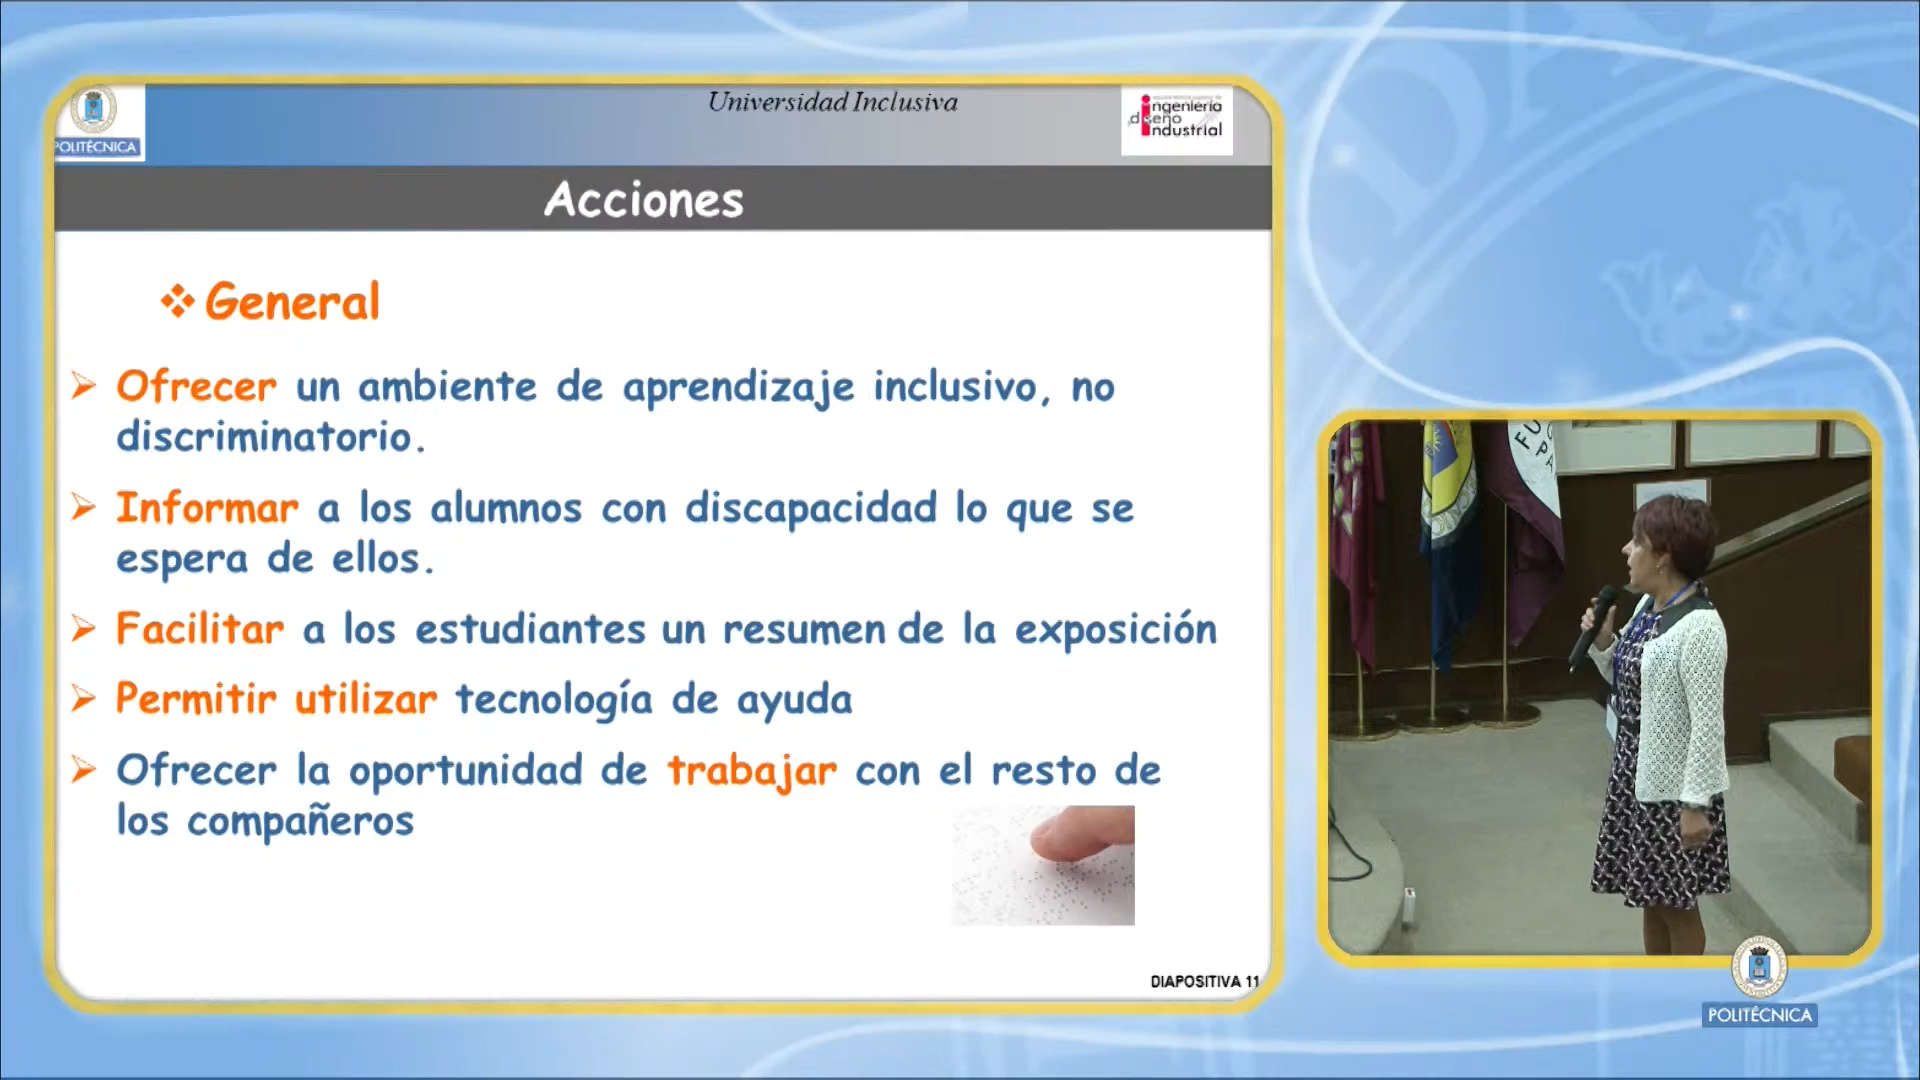 Universidad Inclusiva
POLITÉCNICA
ingeniería
diseño
industrial
Acciones
General
Ofrecer un ambiente de aprendizaje inclusivo, no
discriminatorio.
Informar a los alumnos con discapacidad lo que se
espera de ellos.
Facilitar a los estudiantes un resumen de la exposición
Permitir utilizar tecnología de ayuda
Ofrecer la oportunidad de trabajar con el resto de
los compañeros
DIAPOSITIVA 11
POLITÉCNICA